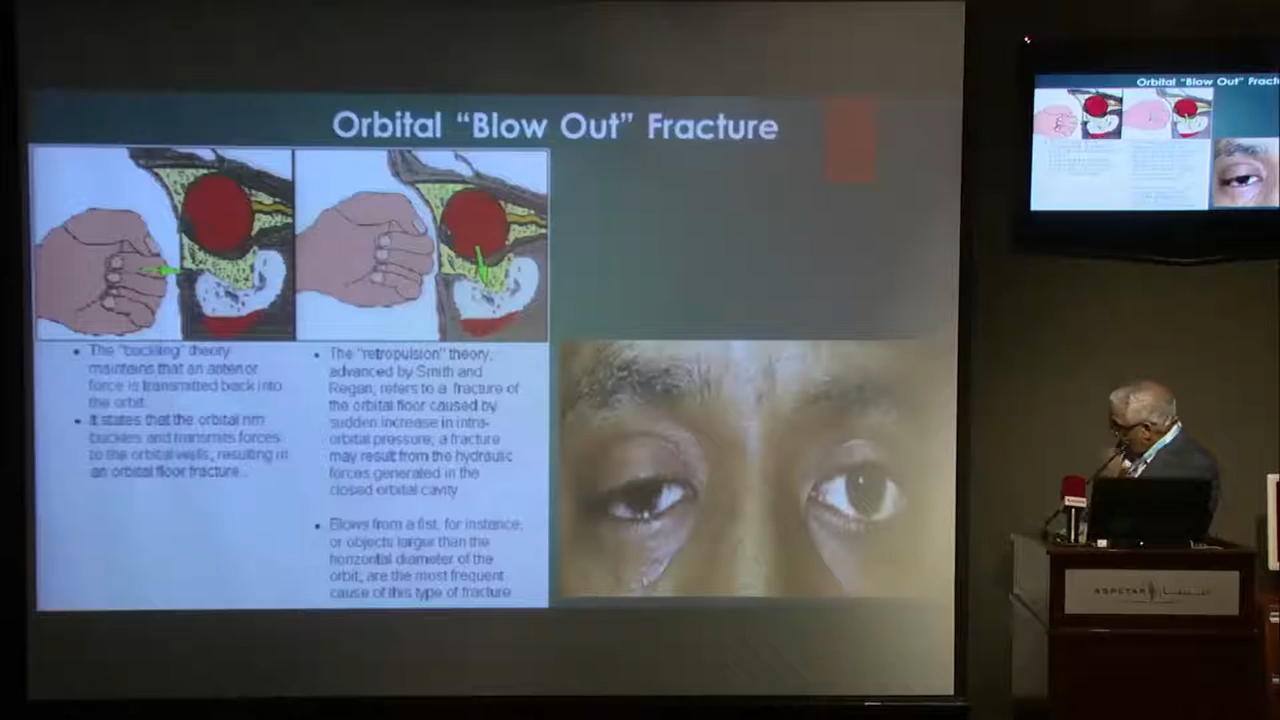 Orbital "Blow Out" Fracture
• The "buckling" theory
maintains that an anterior
force is transmitted back into
the orbit.
• It states that the orbital rim
buckles and transmits forces
to the orbital walls, resulting in
an orbital floor fracture.
• The "retropulsion" theory,
advanced by Smith and
Regan, refers to a fracture of
the orbital floor caused by
sudden increase in intra-
orbital pressure; a fracture
may result from the hydraulic
forces generated in the
closed orbital cavity
• Blows from a fist, for instance,
or objects larger than the
horizontal diameter of the
orbit, are the most frequent
cause of this type of fracture
Orbital "Blow Out" Fract
ASPETAR